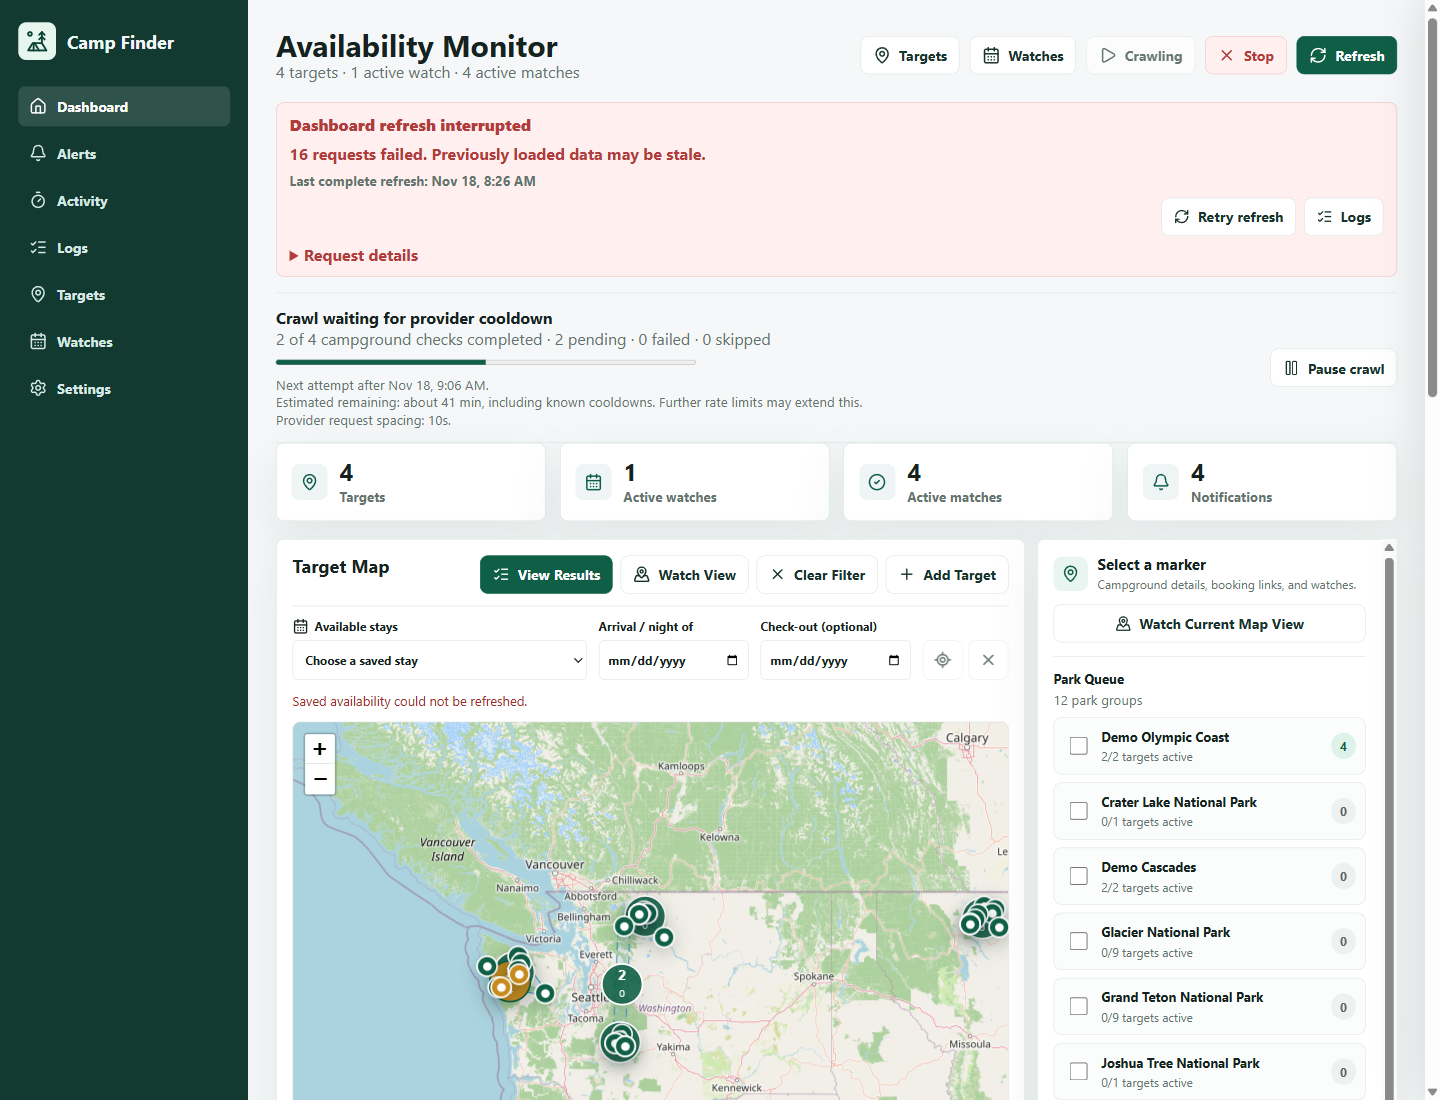 Camp Finder
Dashboard
Alerts
Activity
Logs
Targets
Watches
Settings
Availability Monitor
4 targets · 1 active watch · 4 active matches
Targets
Watches
Crawling
Stop
Refresh
Dashboard refresh interrupted
16 requests failed. Previously loaded data may be stale.
Last complete refresh: Nov 18, 8:26 AM
Retry refresh
Logs
Request details
Crawl waiting for provider cooldown
2 of 4 campground checks completed · 2 pending · 0 failed · 0 skipped
Next attempt after Nov 18, 9:06 AM.
Estimated remaining: about 41 min, including known cooldowns. Further rate limits may extend this.
Provider request spacing: 10s.
Pause crawl
4
Targets
1
Active watches
4
Active matches
4
Notifications
Target Map
View Results
Watch View
Clear Filter
Add Target
Available stays
Arrival / night of
Check-out (optional)
Choose a saved stay
mm/dd/yyyy
mm/dd/yyyy
Saved availability could not be refreshed.
+
−
Calgary
Kamloops
Kelowna
Vancouver
Island
Vancouver
Chilliwack
Nanaimo
Abbotsford
Bellingham
Victoria
Everett
Spokane
2
0
Seattle
Washington
Tacoma
Yakima
Missoula
Kennewick
Le
Select a marker
Campground details, booking links, and watches.
Watch Current Map View
Park Queue
12 park groups
Demo Olympic Coast
2/2 targets active
4
Crater Lake National Park
0/1 targets active
0
Demo Cascades
2/2 targets active
0
Glacier National Park
0/9 targets active
0
Grand Teton National Park
0/9 targets active
0
Joshua Tree National Park
0/1 targets active
0